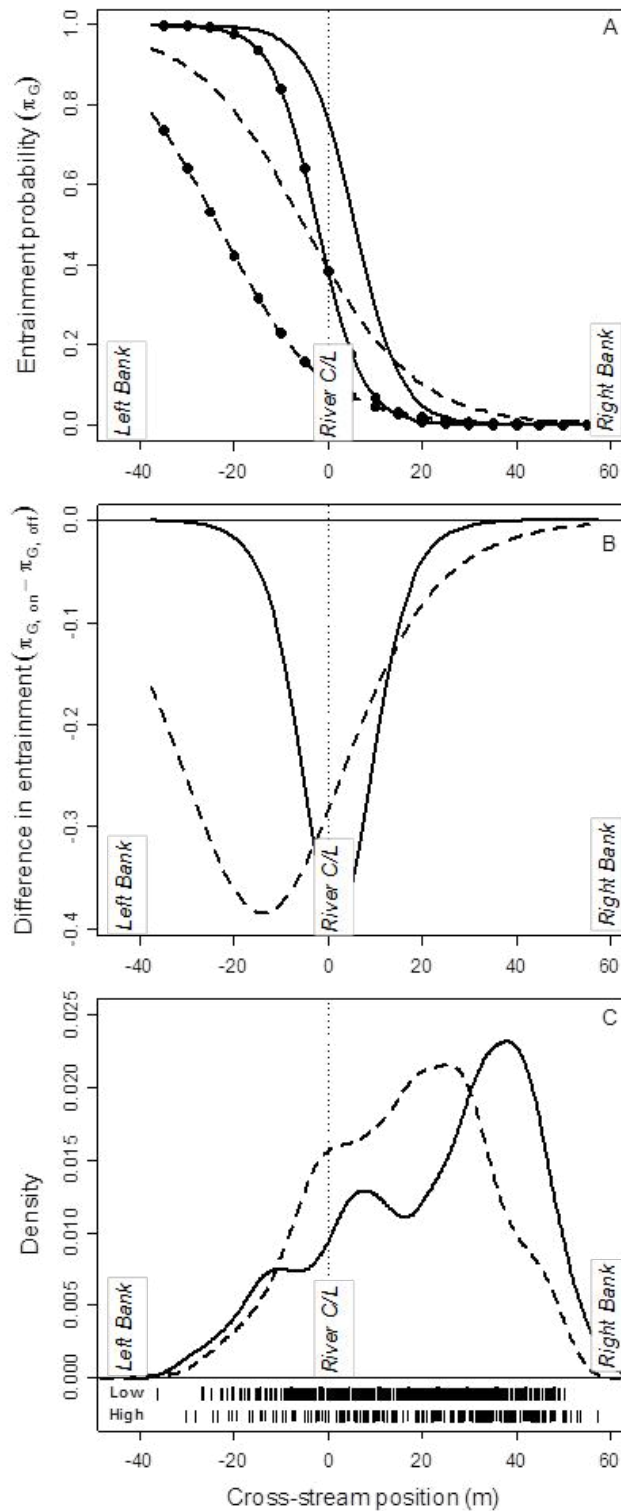 A
Entrainment probability (πG)
0.0 0.2 0.4 0.6 0.8 1.0
Left Bank
River C/L
Right Bank
-40 -20 0 20 40 60
B
Difference in entrainment (πG, on − πG, off)
-0.4 -0.3 -0.2 -0.1 0.0
Left Bank
River C/L
Right Bank
-40 -20 0 20 40 60
C
Density
0.000 0.005 0.010 0.015 0.020 0.025
Left Bank
River C/L
Right Bank
Low
High
-40 -20 0 20 40 60
Cross-stream position (m)